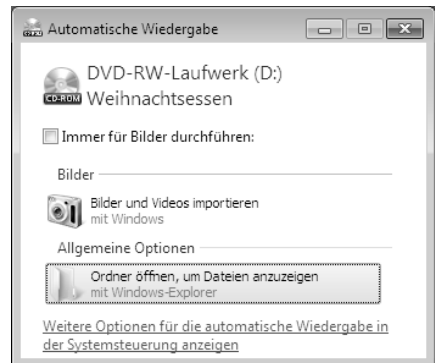 Automatische Wiedergabe
DVD-RW-Laufwerk (D:)
Weihnachtsessen
CD-ROM
Immer für Bilder durchführen:
Bilder
Bilder und Videos importieren
mit Windows
Allgemeine Optionen
Ordner öffnen, um Dateien anzuzeigen
mit Windows-Explorer
Weitere Optionen für die automatische Wiedergabe in
der Systemsteuerung anzeigen